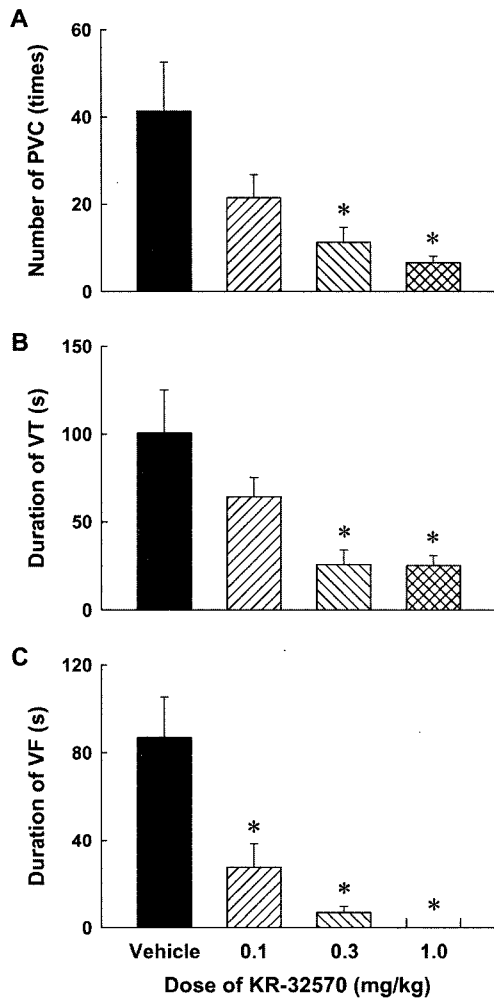 A
Number of PVC (times)
60
40
20
0
* *
B
Duration of VT (s)
150
100
50
0
* *
C
Duration of VF (s)
120
80
40
0
* * *
Vehicle 0.1 0.3 1.0
Dose of KR-32570 (mg/kg)